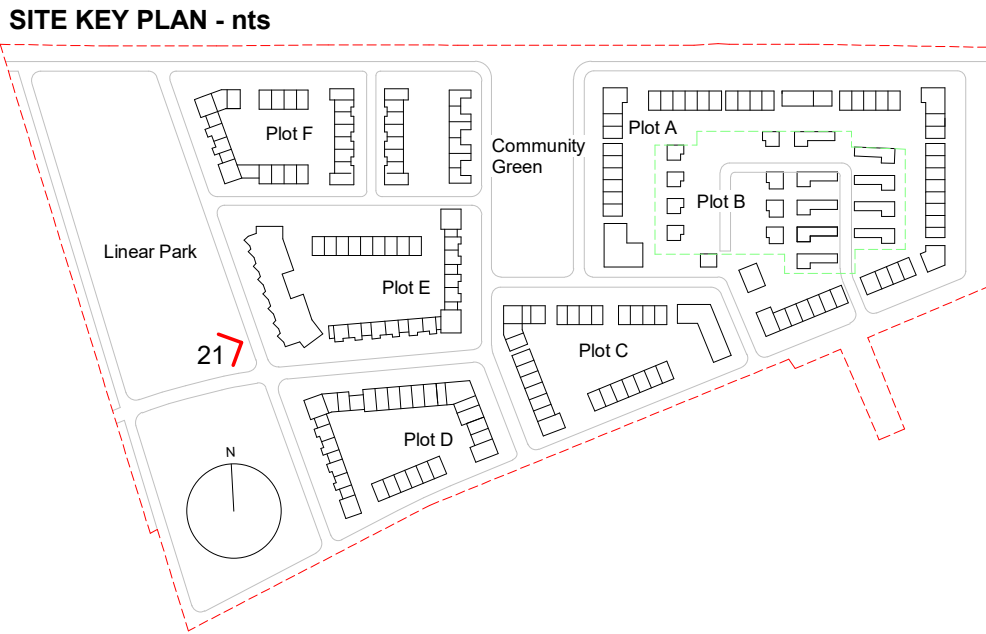 SITE KEY PLAN - nts
Plot F
Plot A
Community
Green
Plot B
Linear Park
Plot E
21
Plot C
Plot D
N